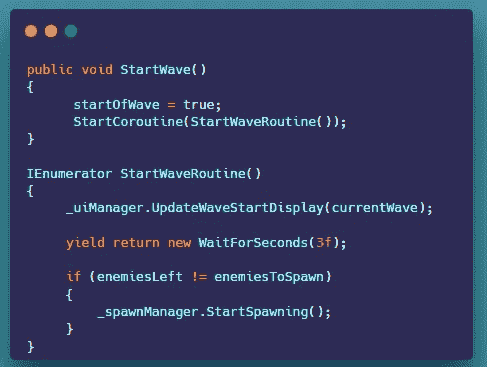 public void StartWave()
{
startOfWave = true;
StartCoroutine(StartWaveRoutine());
}
IEnumerator StartWaveRoutine()
{
_uiManager.UpdateWaveStartDisplay(currentWave);
yield return new WaitForSeconds(3f);
if (enemiesLeft != enemiesToSpawn)
{
_spawnManager.StartSpawning();
}
}